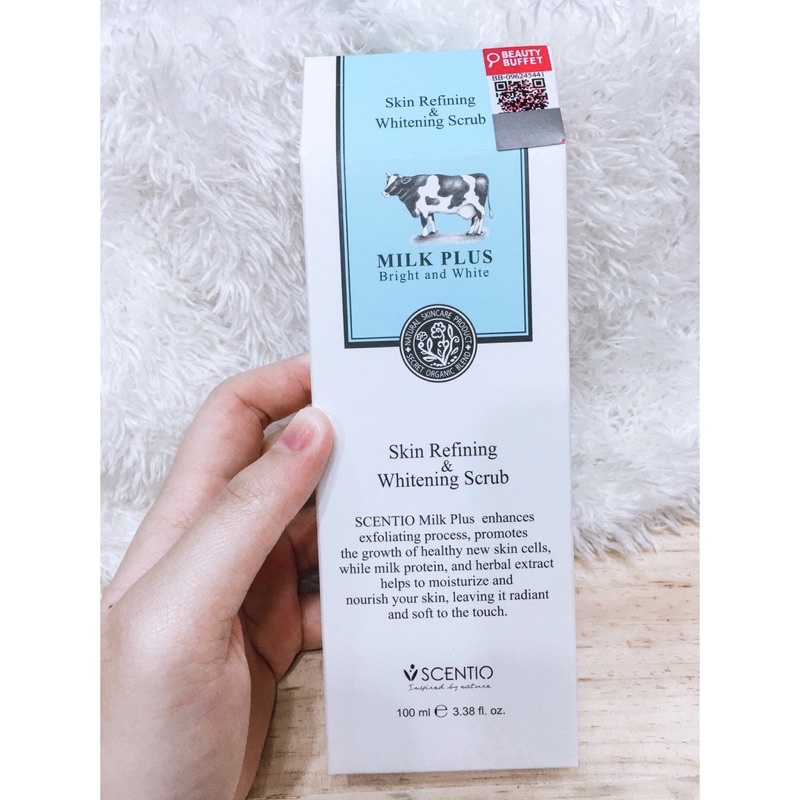 BEAUTY
BUFFET
BB-096245441
Skin Refining
&
Whitening Scrub
MILK PLUS
Bright and White
NATURAL SKINCARE PRODUCT
SECRET ORGANIC BLEND
Skin Refining
&
Whitening Scrub
SCENTIO Milk Plus enhances
exfoliating process, promotes
the growth of healthy new skin cells,
while milk protein, and herbal extract
helps to moisturize and
nourish your skin, leaving it radiant
and soft to the touch.
SCENTIO
Inspired by nature
100 ml ℮ 3.38 fl. oz.